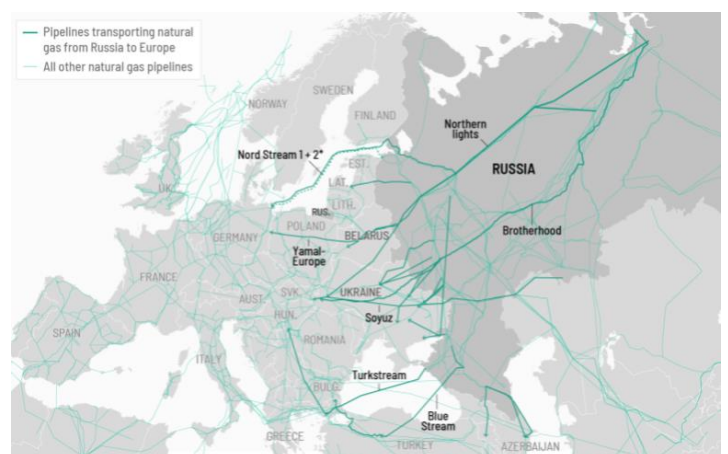 Pipelines transporting natural
gas from Russia to Europe
All other natural gas pipelines
SWEDEN
NORWAY
FINLAND
Northern
lights
Nord Stream 1 + 2*
EST.
RUSSIA
LAT.
UK
LITH.
RUS.
POLAND
BELARUS
GERMANY
Brotherhood
Yamal-
Europe
FRANCE
SVK.
UKRAINE
AUST.
HUN.
Soyuz
SPAIN
ITALY
ROMANIA
Turkstream
BULG.
Blue
Stream
GREECE
TURKEY
AZERBAIJAN